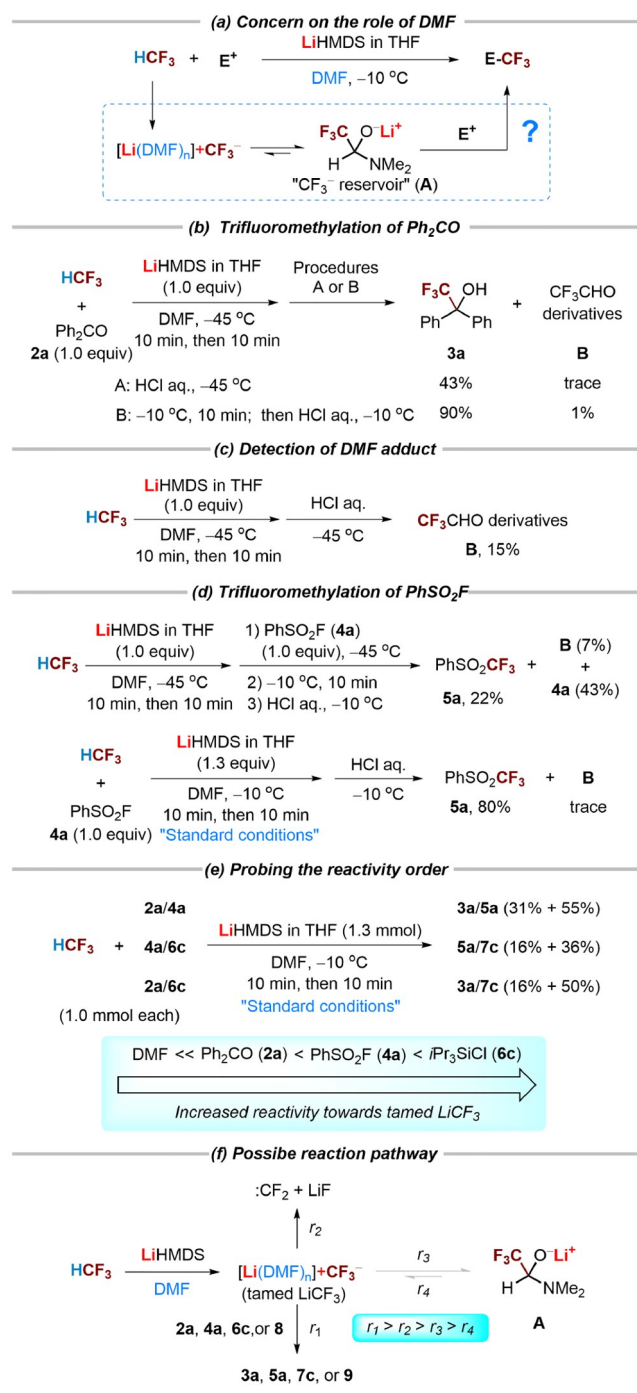 (a) Concern on the role of DMF
HCF₃ + E⁺
LiHMDS in THF
DMF, −10 °C
E-CF₃
[Li(DMF)ₙ]+CF₃⁻
F₃C O⁻Li⁺
H NMe₂
E⁺
?
"CF₃⁻ reservoir" (A)
(b) Trifluoromethylation of Ph₂CO
HCF₃
+
Ph₂CO
2a (1.0 equiv)
LiHMDS in THF
(1.0 equiv)
DMF, −45 °C
10 min, then 10 min
Procedures
A or B
F₃C OH
Ph Ph
3a
+
CF₃CHO
derivatives
B
A: HCl aq., −45 °C 43% trace
B: −10 °C, 10 min; then HCl aq., −10 °C 90% 1%
(c) Detection of DMF adduct
HCF₃
LiHMDS in THF
(1.0 equiv)
DMF, −45 °C
10 min, then 10 min
HCl aq.
−45 °C
CF₃CHO derivatives
B, 15%
(d) Trifluoromethylation of PhSO₂F
HCF₃
LiHMDS in THF
(1.0 equiv)
DMF, −45 °C
10 min, then 10 min
1) PhSO₂F (4a)
(1.0 equiv), −45 °C
2) −10 °C, 10 min
3) HCl aq., −10 °C
PhSO₂CF₃
5a, 22%
+
B (7%)
+
4a (43%)
HCF₃
+
PhSO₂F
4a (1.0 equiv)
LiHMDS in THF
(1.3 equiv)
DMF, −10 °C
10 min, then 10 min
"Standard conditions"
HCl aq.
−10 °C
PhSO₂CF₃ + B
5a, 80% trace
(e) Probing the reactivity order
HCF₃ +
2a/4a
4a/6c
2a/6c
(1.0 mmol each)
LiHMDS in THF (1.3 mmol)
DMF, −10 °C
10 min, then 10 min
"Standard conditions"
3a/5a (31% + 55%)
5a/7c (16% + 36%)
3a/7c (16% + 50%)
DMF << Ph₂CO (2a) < PhSO₂F (4a) < iPr₃SiCl (6c)
Increased reactivity towards tamed LiCF₃
(f) Possibe reaction pathway
:CF₂ + LiF
r₂
HCF₃
LiHMDS
DMF
[Li(DMF)ₙ]+CF₃⁻
(tamed LiCF₃)
r₃
r₄
F₃C O⁻Li⁺
H NMe₂
A
2a, 4a, 6c,or 8
r₁
r₁ > r₂ > r₃ > r₄
3a, 5a, 7c, or 9